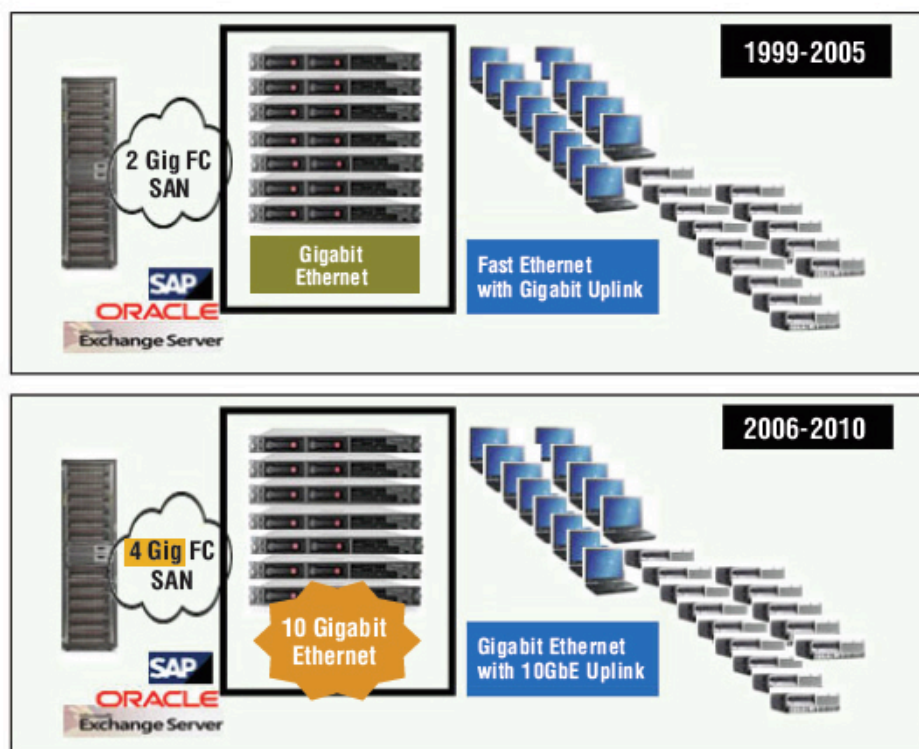 1999-2005
2 Gig FC
SAN
Gigabit
Ethernet
Fast Ethernet
with Gigabit Uplink
SAP
ORACLE
Exchange Server
2006-2010
4 Gig FC
SAN
10 Gigabit
Ethernet
Gigabit Ethernet
with 10GbE Uplink
SAP
ORACLE
Exchange Server